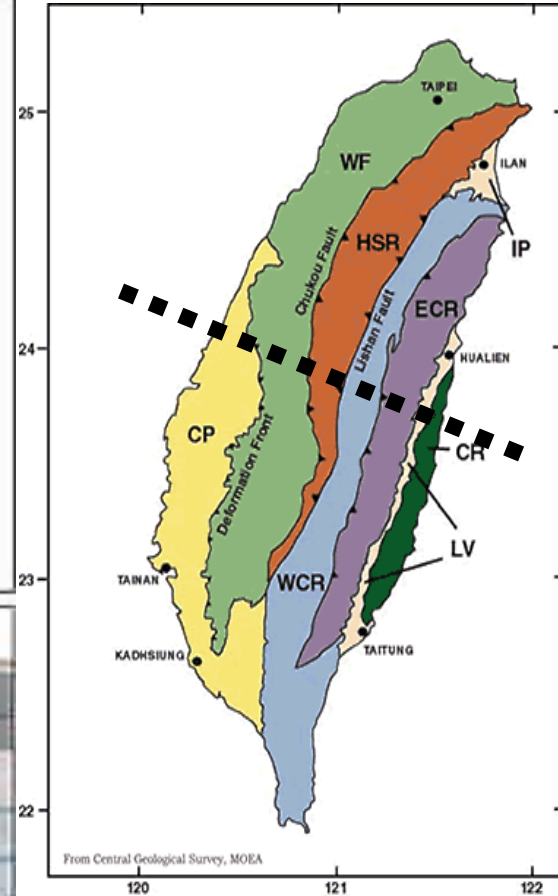 TAIPEI
25
ILAN
WF
IP
HSR
Chukou Fault
ECR
Lishan Fault
24
HUALIEN
CP
CR
Deformation Front
LV
23
TAINAN
WCR
TAITUNG
KAOHSIUNG
22
From Central Geological Survey, MOEA
120
121
122